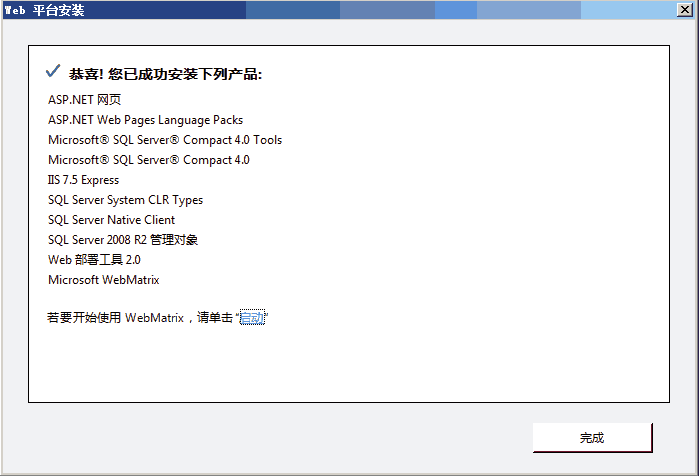 Web 平台安装
恭喜! 您已成功安装下列产品:
ASP.NET 网页
ASP.NET Web Pages Language Packs
Microsoft® SQL Server® Compact 4.0 Tools
Microsoft® SQL Server® Compact 4.0
IIS 7.5 Express
SQL Server System CLR Types
SQL Server Native Client
SQL Server 2008 R2 管理对象
Web 部署工具 2.0
Microsoft WebMatrix
若要开始使用 WebMatrix，请单击“启动”
完成